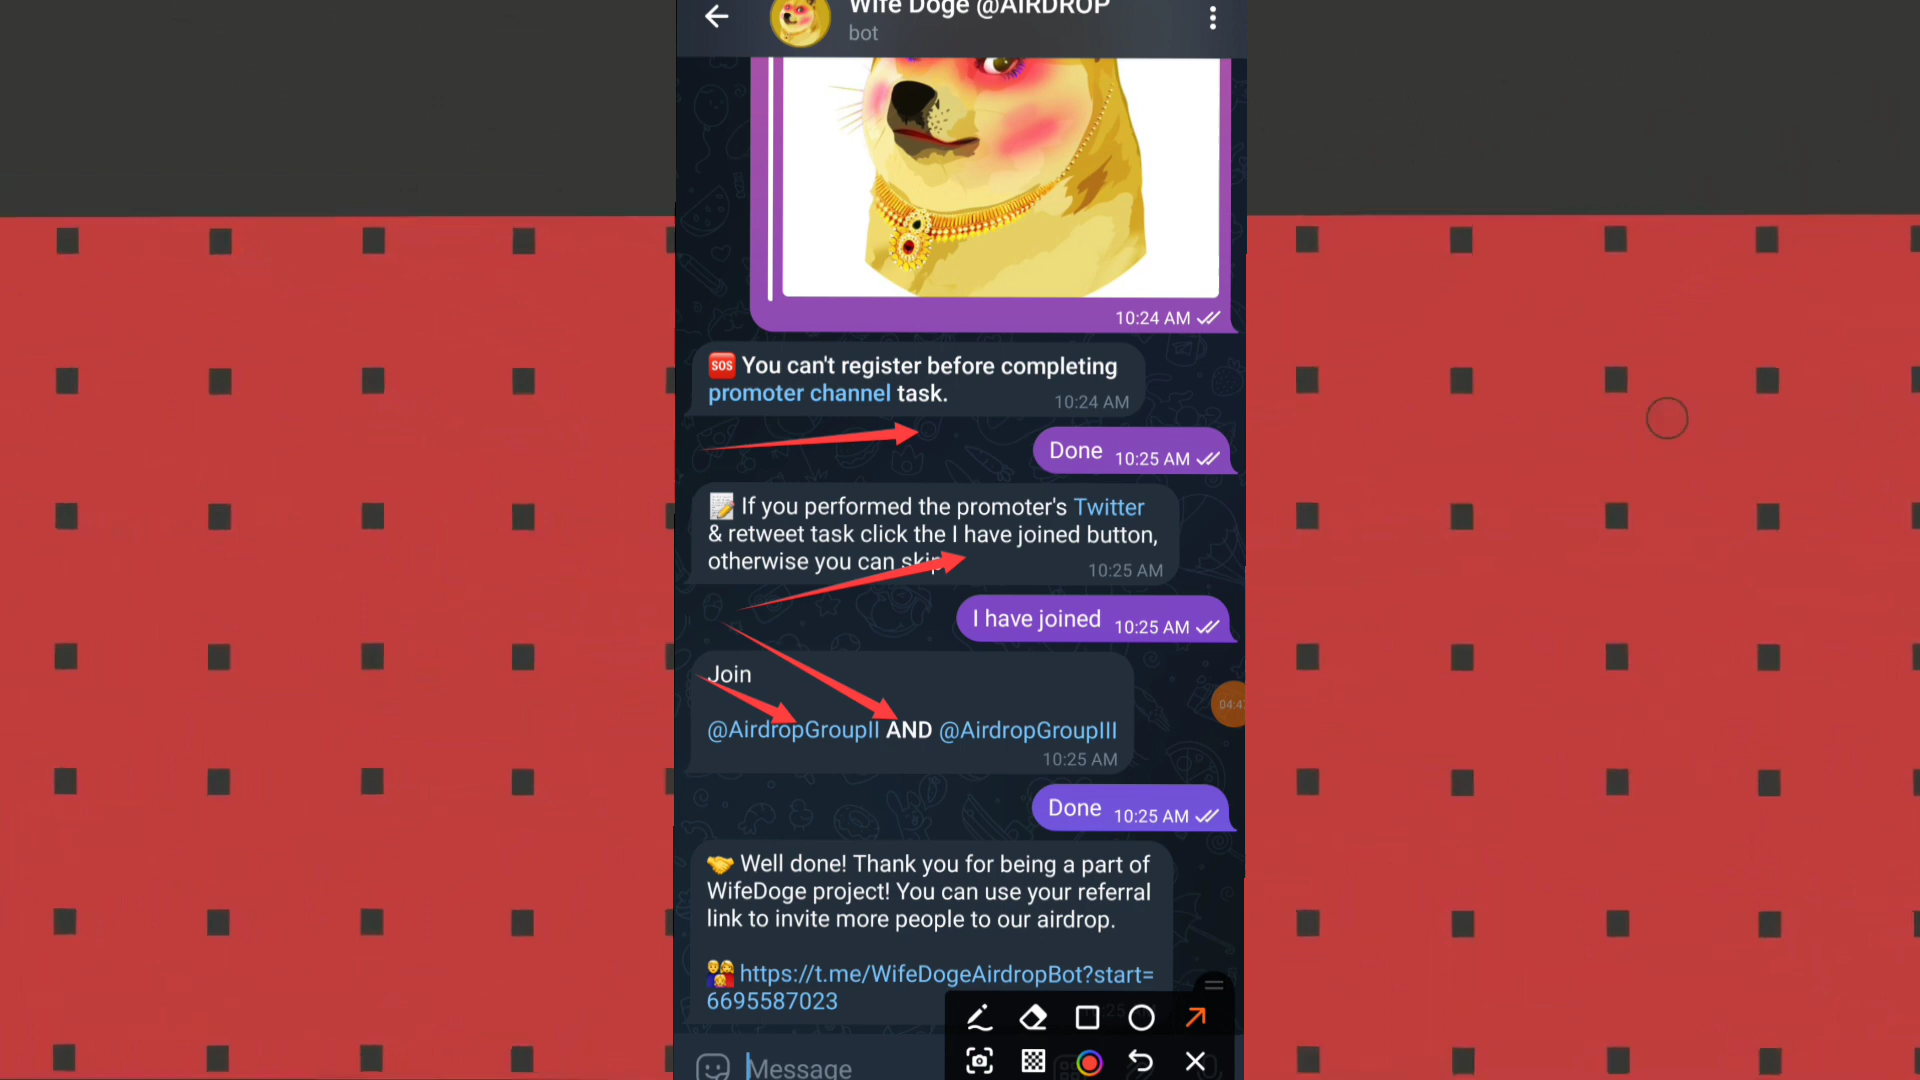 Wife Doge @AIRDROP
bot
10:24 AM
SOS You can't register before completing
promoter channel task.
10:24 AM
Done 10:25 AM
If you performed the promoter's Twitter
& retweet task click the I have joined button,
otherwise you can skip
10:25 AM
I have joined 10:25 AM
Join
@AirdropGroupII AND @AirdropGroupIII
10:25 AM
Done 10:25 AM
Well done! Thank you for being a part of
WifeDoge project! You can use your referral
link to invite more people to our airdrop.
https://t.me/WifeDogeAirdropBot?start=
6695587023
Message